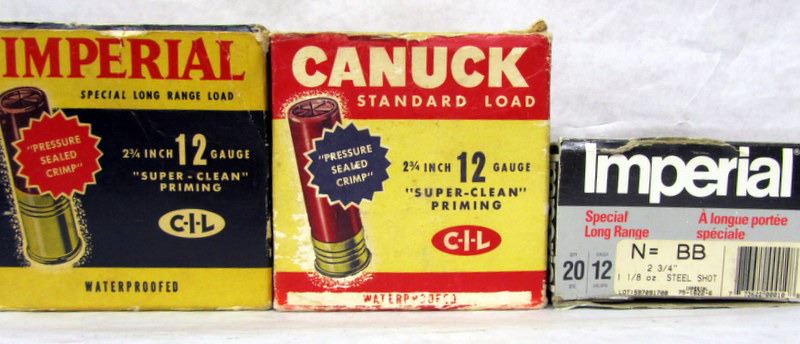 IMPERIAL
SPECIAL LONG RANGE LOAD
"PRESSURE
SEALED
CRIMP"
2¾ INCH 12 GAUGE
"SUPER-CLEAN"
PRIMING
C-I-L
WATERPROOFED
CANUCK
STANDARD LOAD
"PRESSURE
SEALED
CRIMP"
2¾ INCH 12 GAUGE
"SUPER-CLEAN"
PRIMING
C-I-L
WATERPROOFED
Imperial®
Special
Long Range
À longue portée
spéciale
20 12
N= BB
2 3/4"
1 1/8 oz. STEEL SHOT